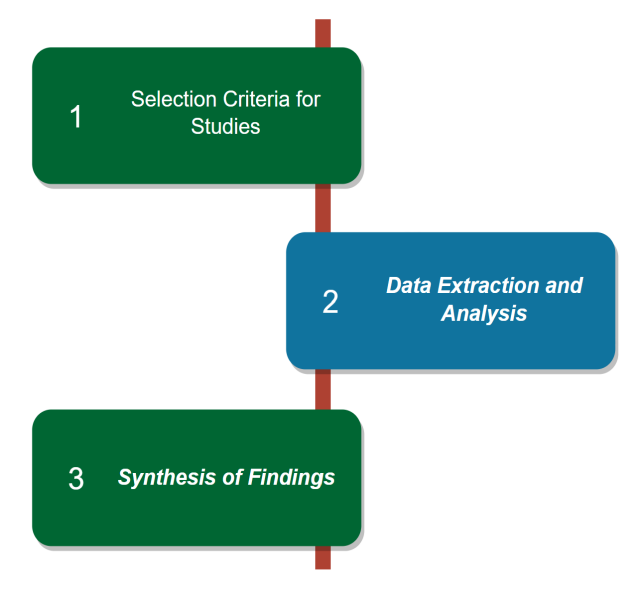 1
Selection Criteria for
Studies
2
Data Extraction and
Analysis
3
Synthesis of Findings